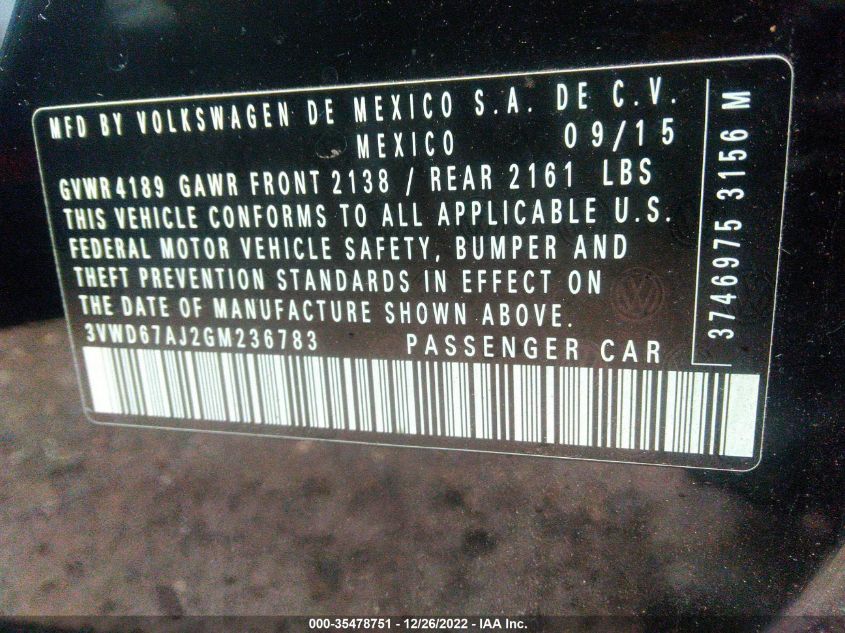 MFD BY VOLKSWAGEN DE MEXICO S.A. DE C.V.
MEXICO 09/15
GVWR 4189 GAWR FRONT 2138 / REAR 2161 LBS
THIS VEHICLE CONFORMS TO ALL APPLICABLE U.S.
FEDERAL MOTOR VEHICLE SAFETY, BUMPER AND
THEFT PREVENTION STANDARDS IN EFFECT ON
THE DATE OF MANUFACTURE SHOWN ABOVE.
3VWD67AJ2GM236783 PASSENGER CAR
3746975 3156 M
000-35478751 - 12/26/2022 - IAA Inc.